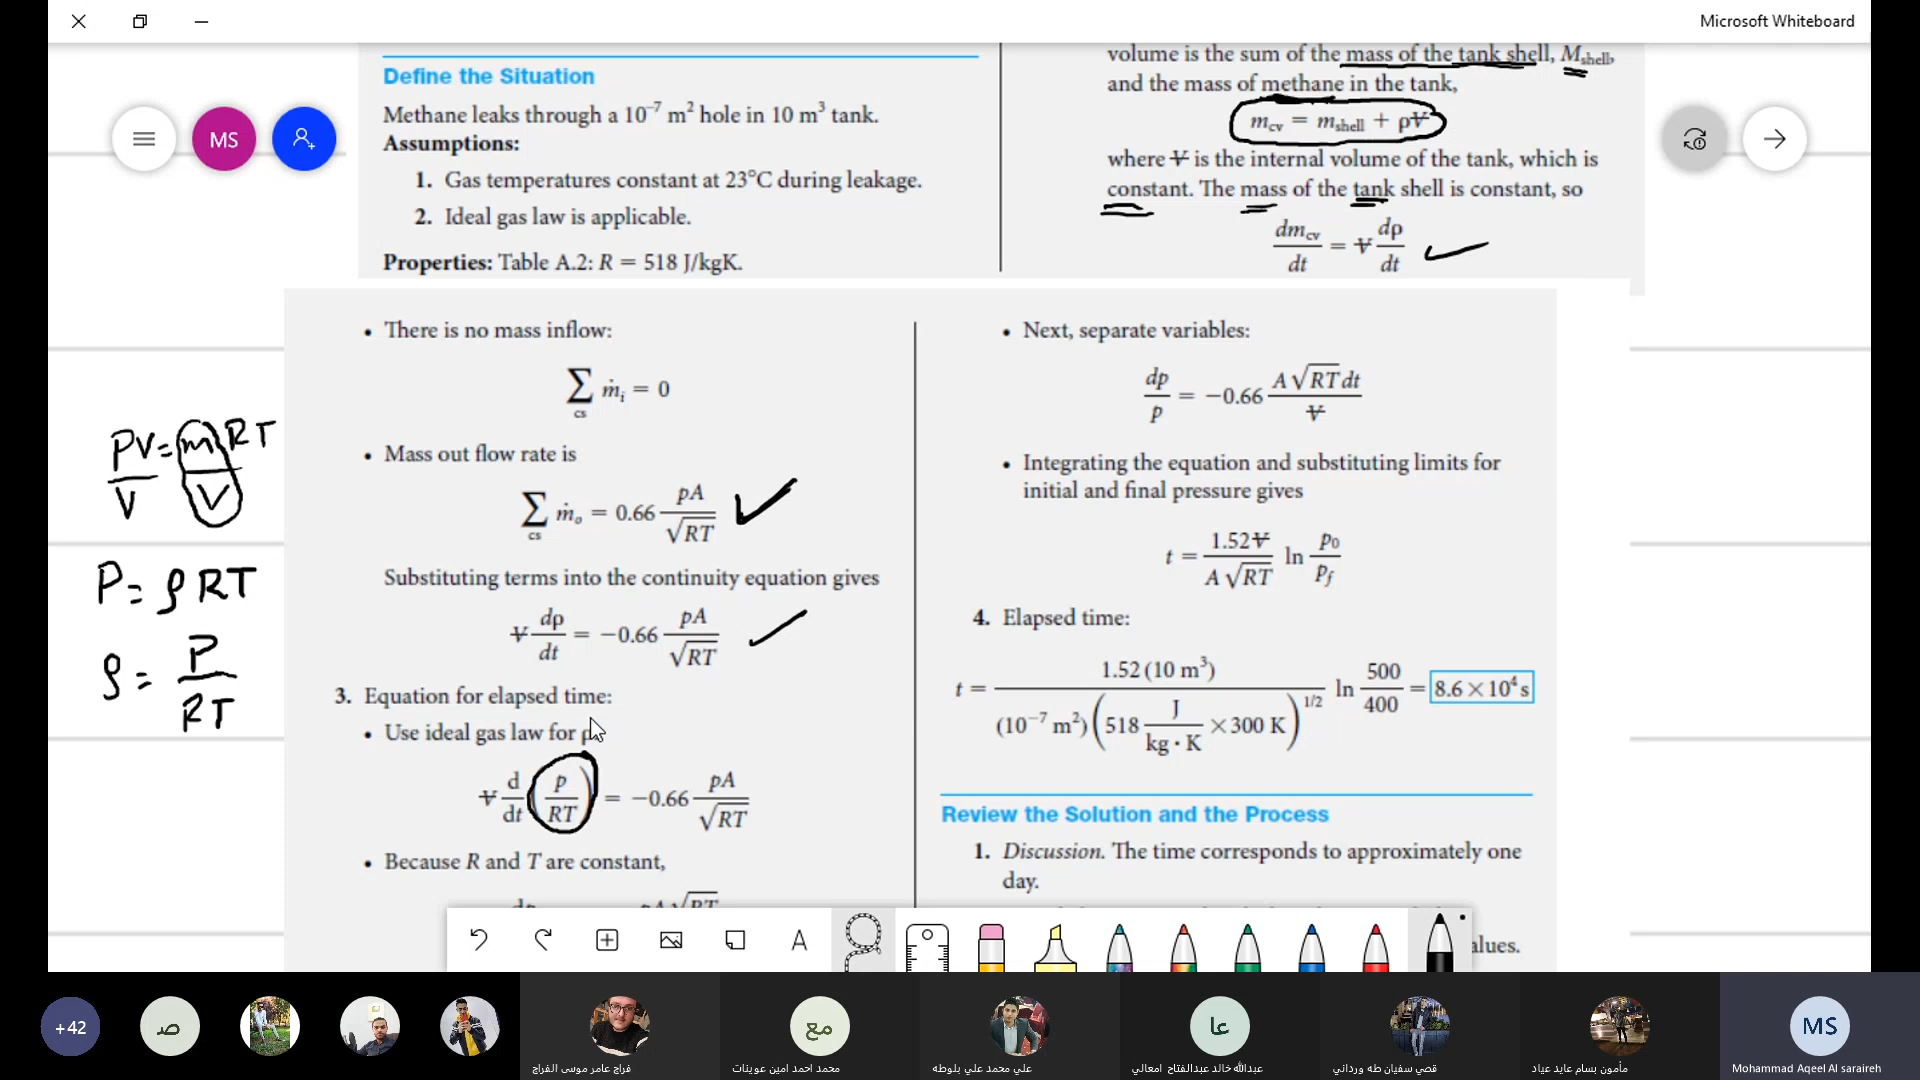 Microsoft Whiteboard
MS
Define the Situation
Methane leaks through a 10⁻⁷ m² hole in 10 m³ tank.
Assumptions:
1. Gas temperatures constant at 23°C during leakage.
2. Ideal gas law is applicable.
Properties: Table A.2: R = 518 J/kgK.
volume is the sum of the mass of the tank shell, M_shell,
and the mass of methane in the tank,
m_cv = m_shell + ρV
where V is the internal volume of the tank, which is
constant. The mass of the tank shell is constant, so
dm_cv/dt = V dρ/dt
PV/V = m/V RT
P = ρRT
ρ = P/RT
• There is no mass inflow:
∑_cs ṁ_i = 0
• Mass out flow rate is
∑_cs ṁ_o = 0.66 pA/√RT
Substituting terms into the continuity equation gives
V dρ/dt = −0.66 pA/√RT
3. Equation for elapsed time:
• Use ideal gas law for ρ
V d/dt (p/RT) = −0.66 pA/√RT
• Because R and T are constant,
• Next, separate variables:
dp/p = −0.66 A√RT dt/V
• Integrating the equation and substituting limits for
initial and final pressure gives
t = 1.52V/A√RT ln p₀/p_f
4. Elapsed time:
t = 1.52 (10 m³)/(10⁻⁷ m²)(518 J/kg · K × 300 K)^1/2 ln 500/400 = 8.6 × 10⁴ s
Review the Solution and the Process
1. Discussion. The time corresponds to approximately one
day.
alues.
+42
صـ
مع
عا
MS
فراج عامر موسى الفراج
محمد احمد امين عوينات
علي محمد علي بلوطه
عبدالله خالد عبدالفتاح امعالي
قصي سفيان طه ورداني
مأمون بسام عايد عياد
Mohammad Aqeel Al saraireh